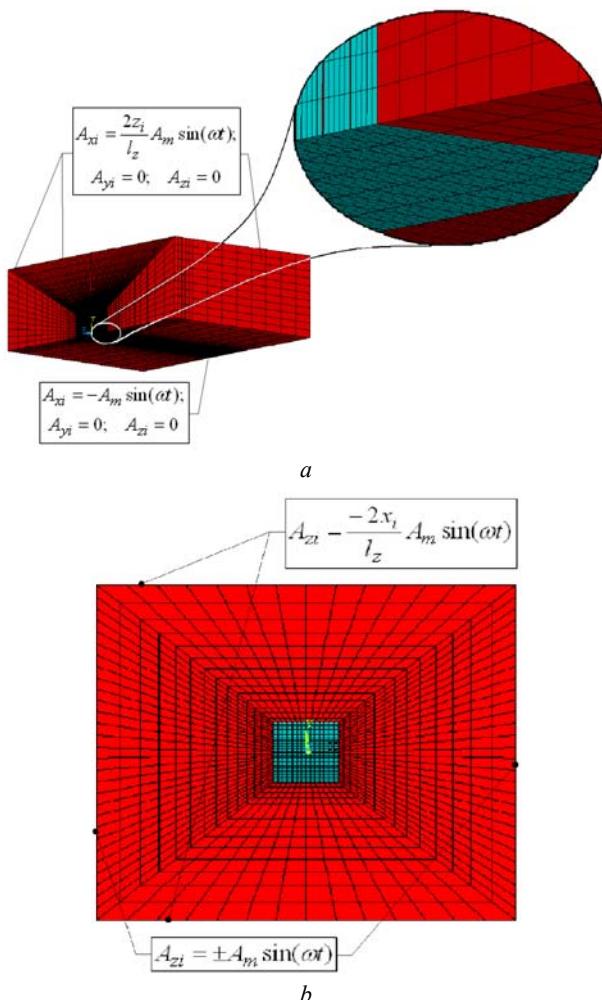 A_{xi} = \frac{2z_i}{l_z} A_m \sin(\omega t);
A_{yi} = 0; A_{zi} = 0
A_{xi} = -A_m \sin(\omega t);
A_{yi} = 0; A_{zi} = 0
a
A_{zi} - \frac{-2x_i}{l_z} A_m \sin(\omega t)
A_{zi} = \pm A_m \sin(\omega t)
b